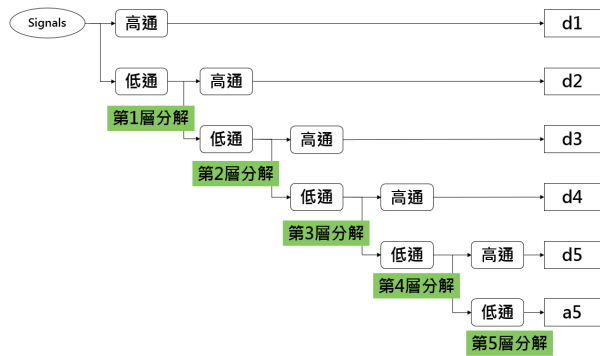 Signals
高通
d1
低通
高通
d2
第1層分解
低通
高通
d3
第2層分解
低通
高通
d4
第3層分解
低通
高通
d5
第4層分解
低通
a5
第5層分解